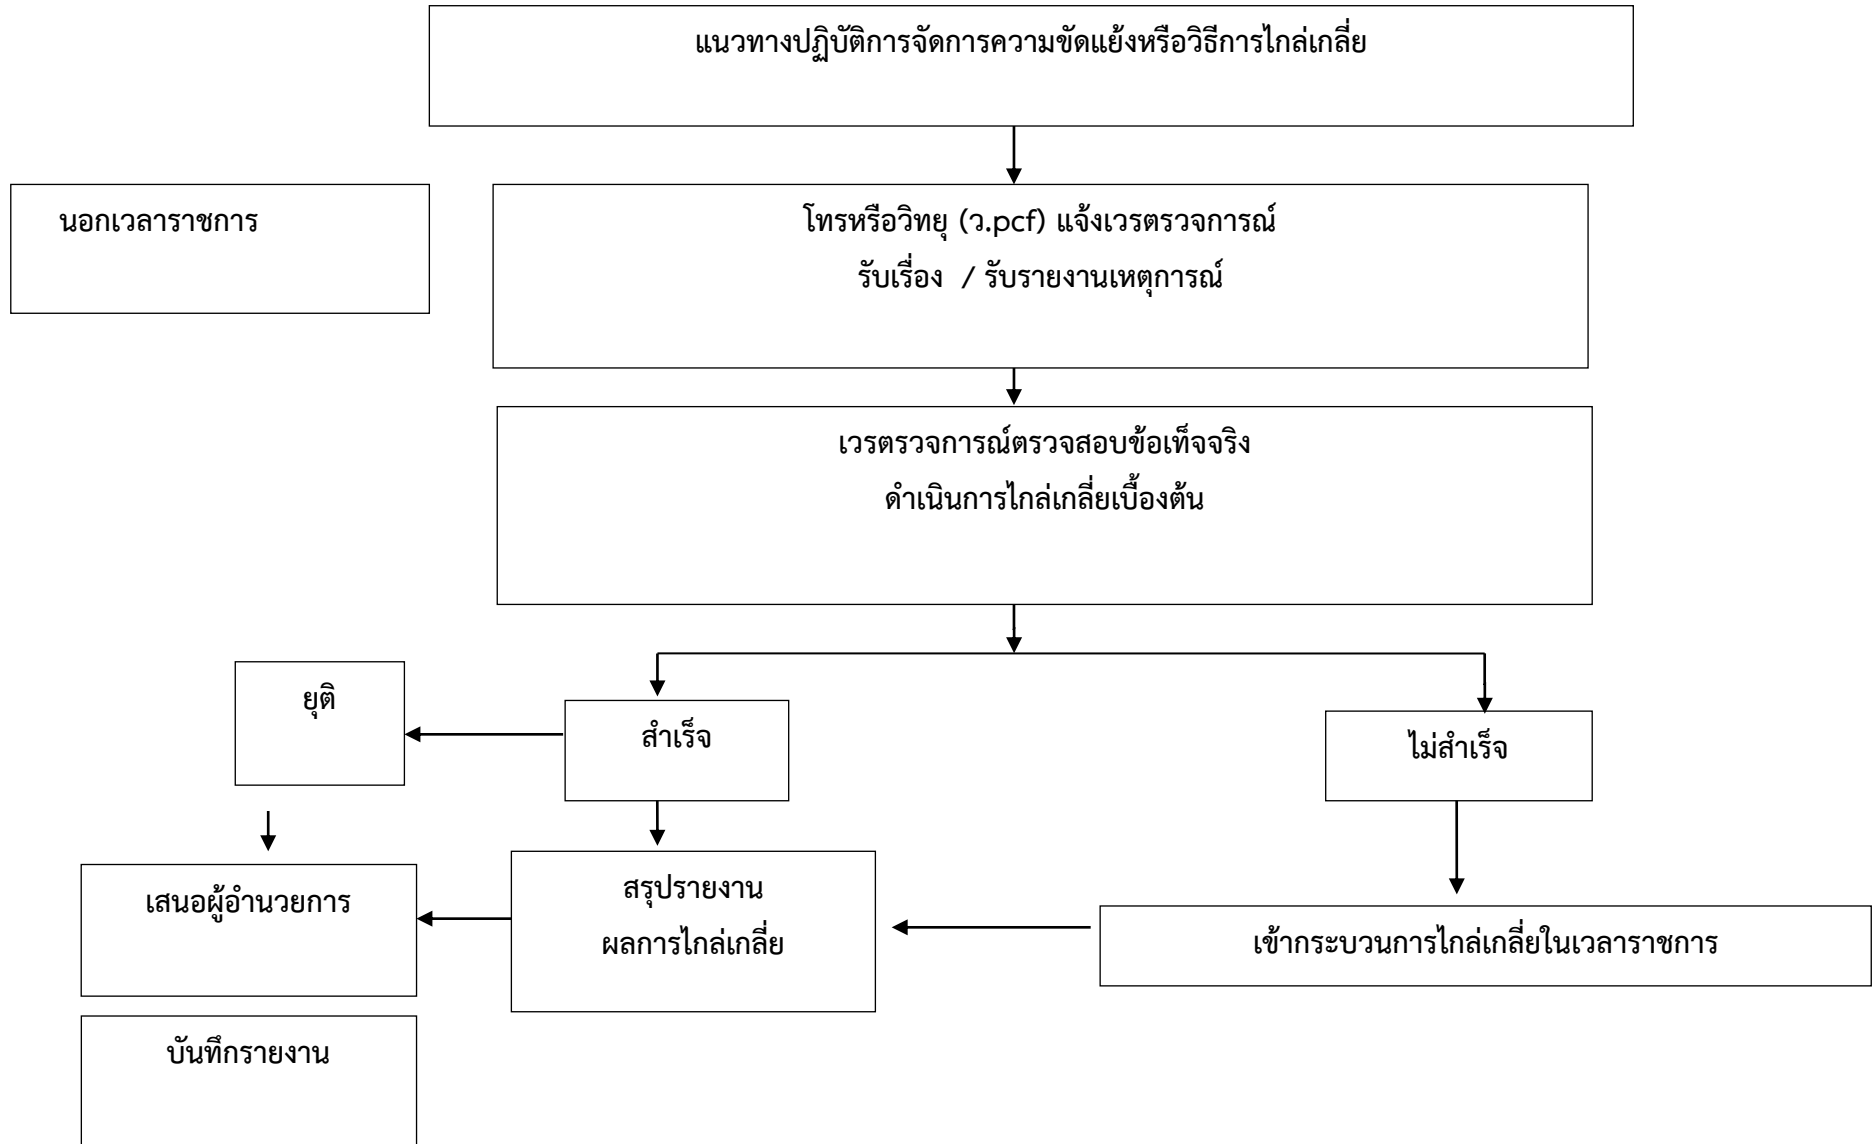 แนวทางปฏิบัติการจัดการความขัดแย้งหรือวิธีการไกล่เกลี่ย
นอกเวลาราชการ
โทรหรือวิทยุ (ว.pcf) แจ้งเวรตรวจการณ์
รับเรื่อง / รับรายงานเหตุการณ์
เวรตรวจการณ์ตรวจสอบข้อเท็จจริง
ดำเนินการไกล่เกลี่ยเบื้องต้น
ยุติ
สำเร็จ
ไม่สำเร็จ
เสนอผู้อำนวยการ
สรุปรายงาน
ผลการไกล่เกลี่ย
เข้ากระบวนการไกล่เกลี่ยในเวลาราชการ
บันทึกรายงาน